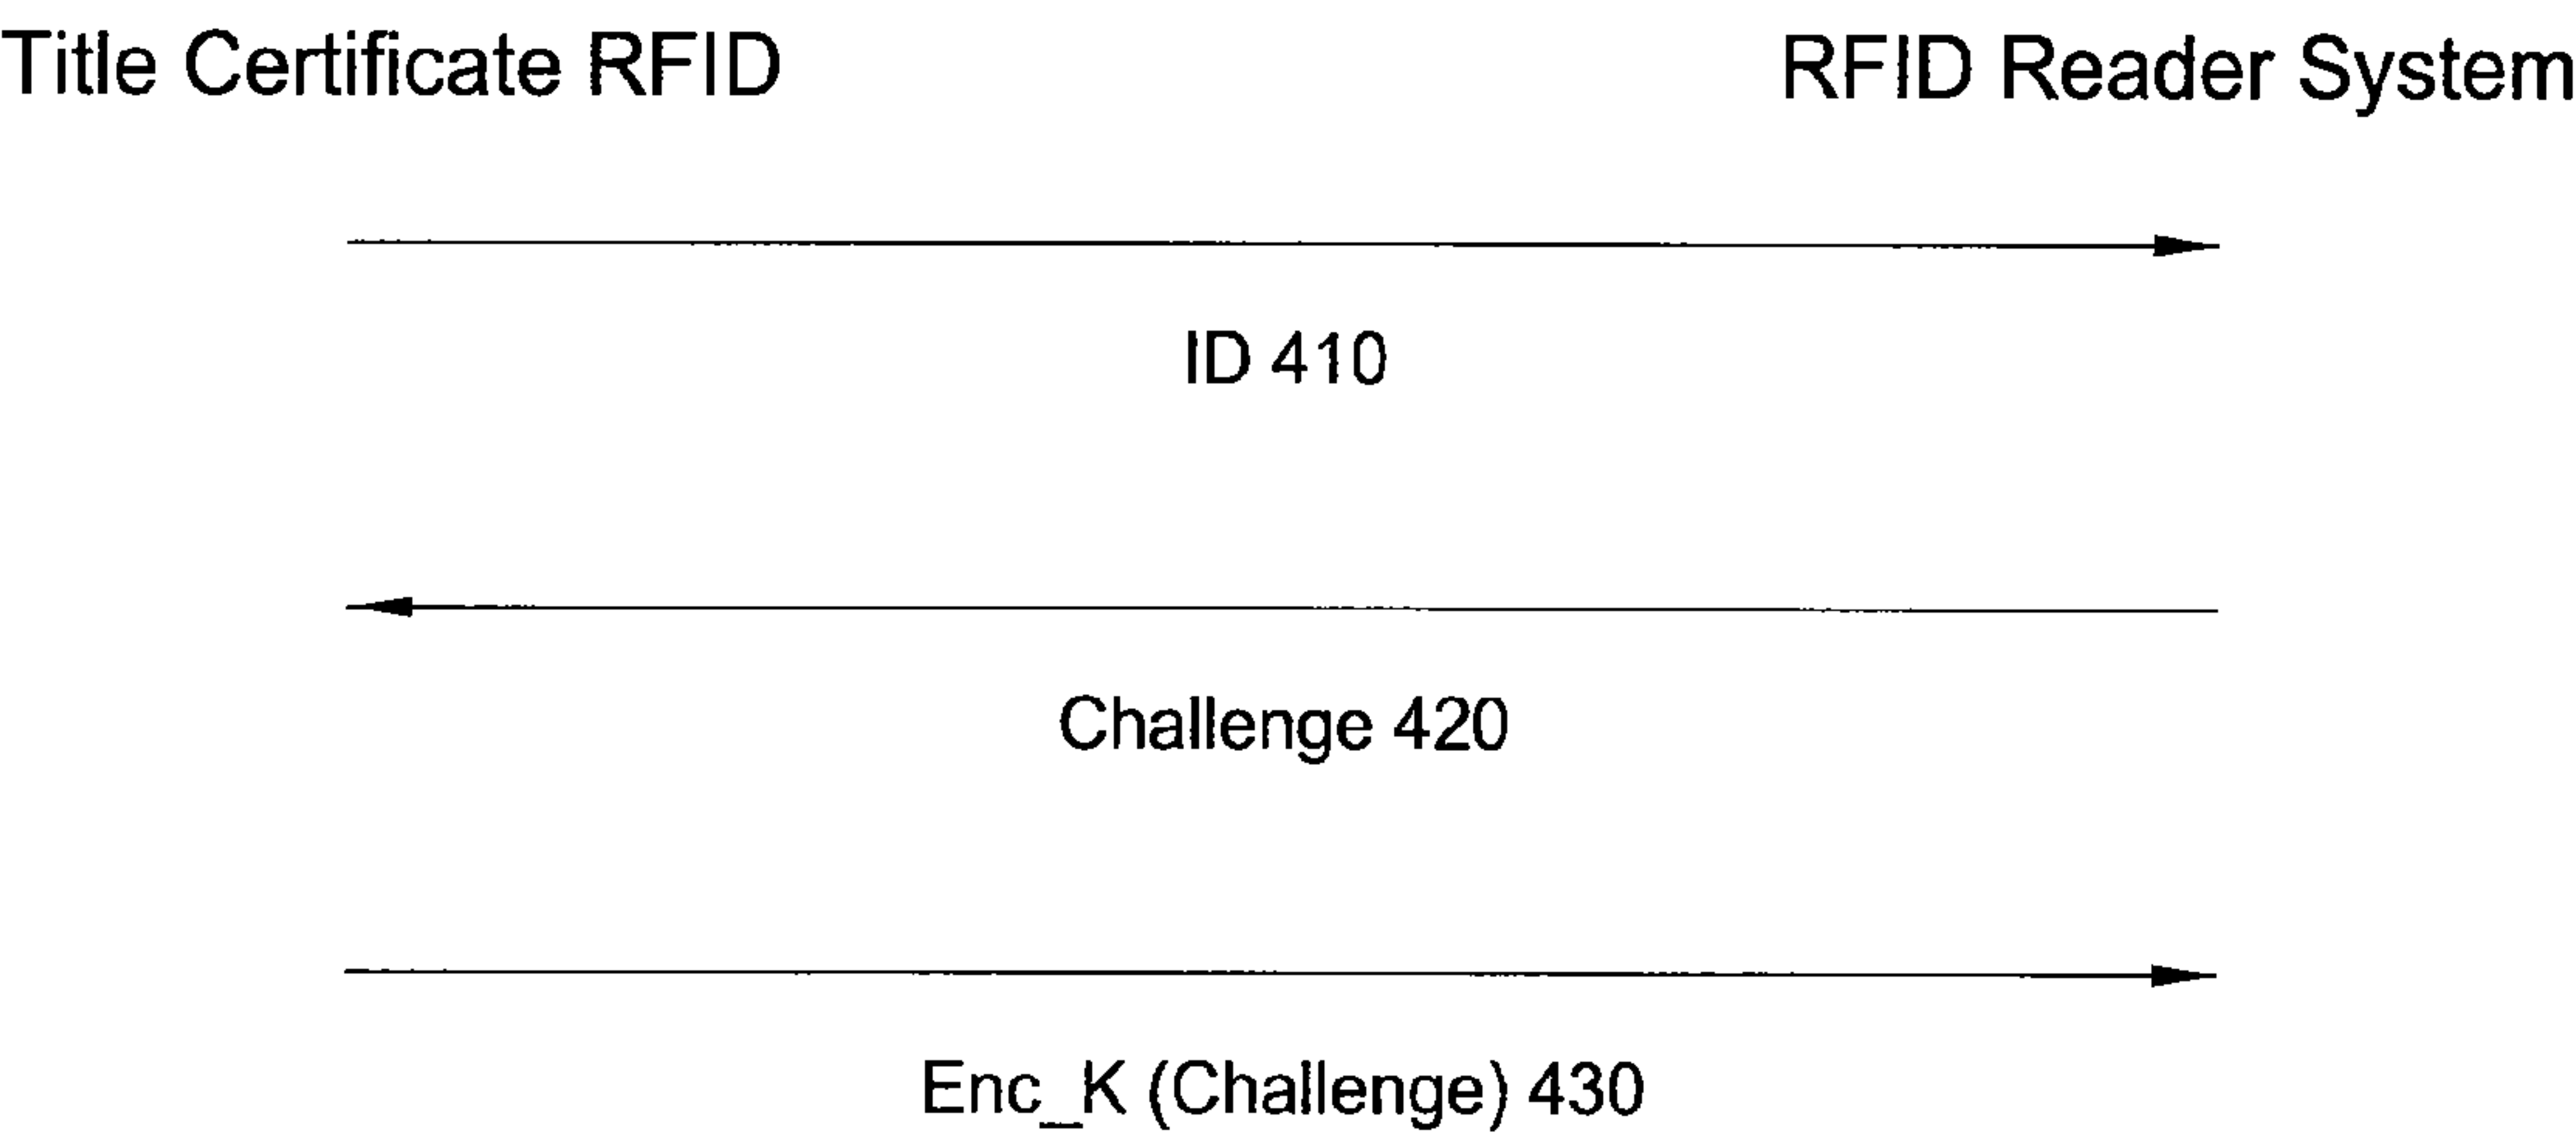 Title Certificate RFID
RFID Reader System
ID 410
Challenge 420
Enc_K (Challenge) 430